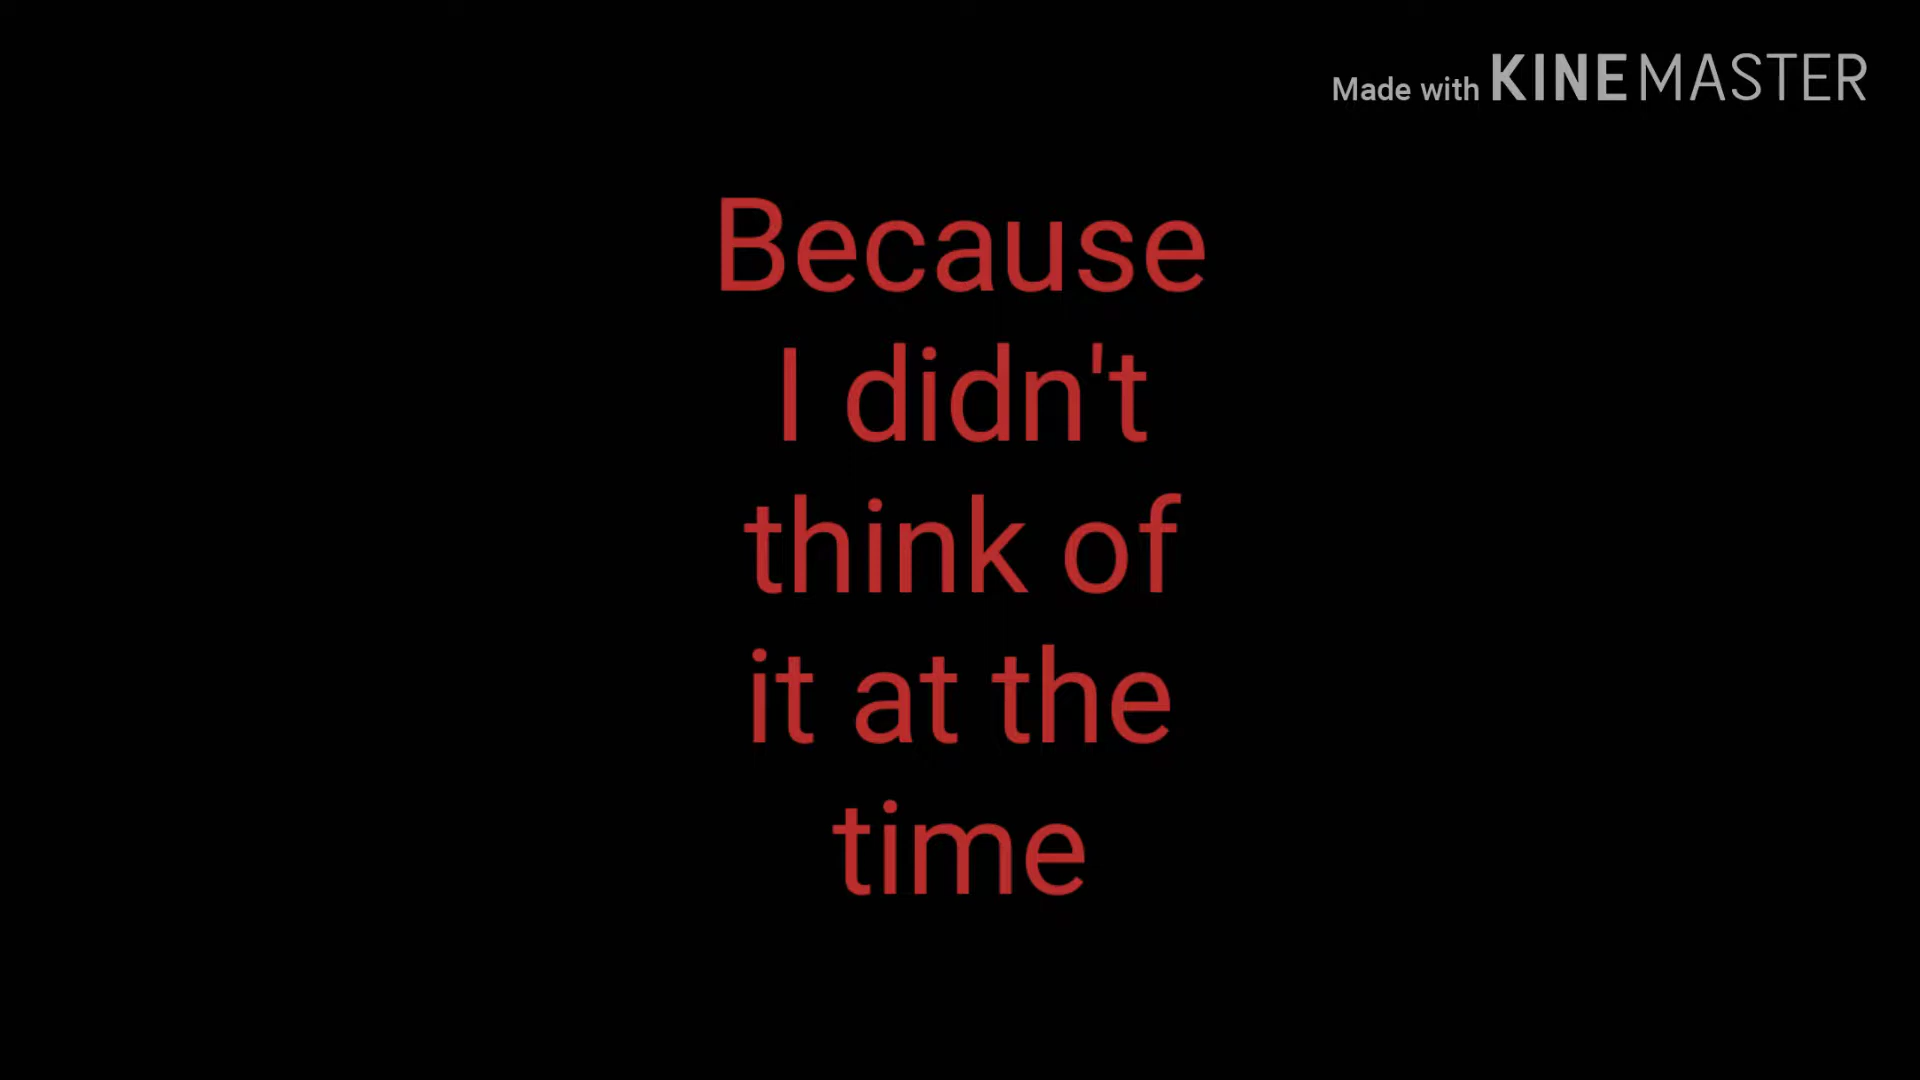 Made with KINEMASTER
Because
I didn't
think of
it at the
time